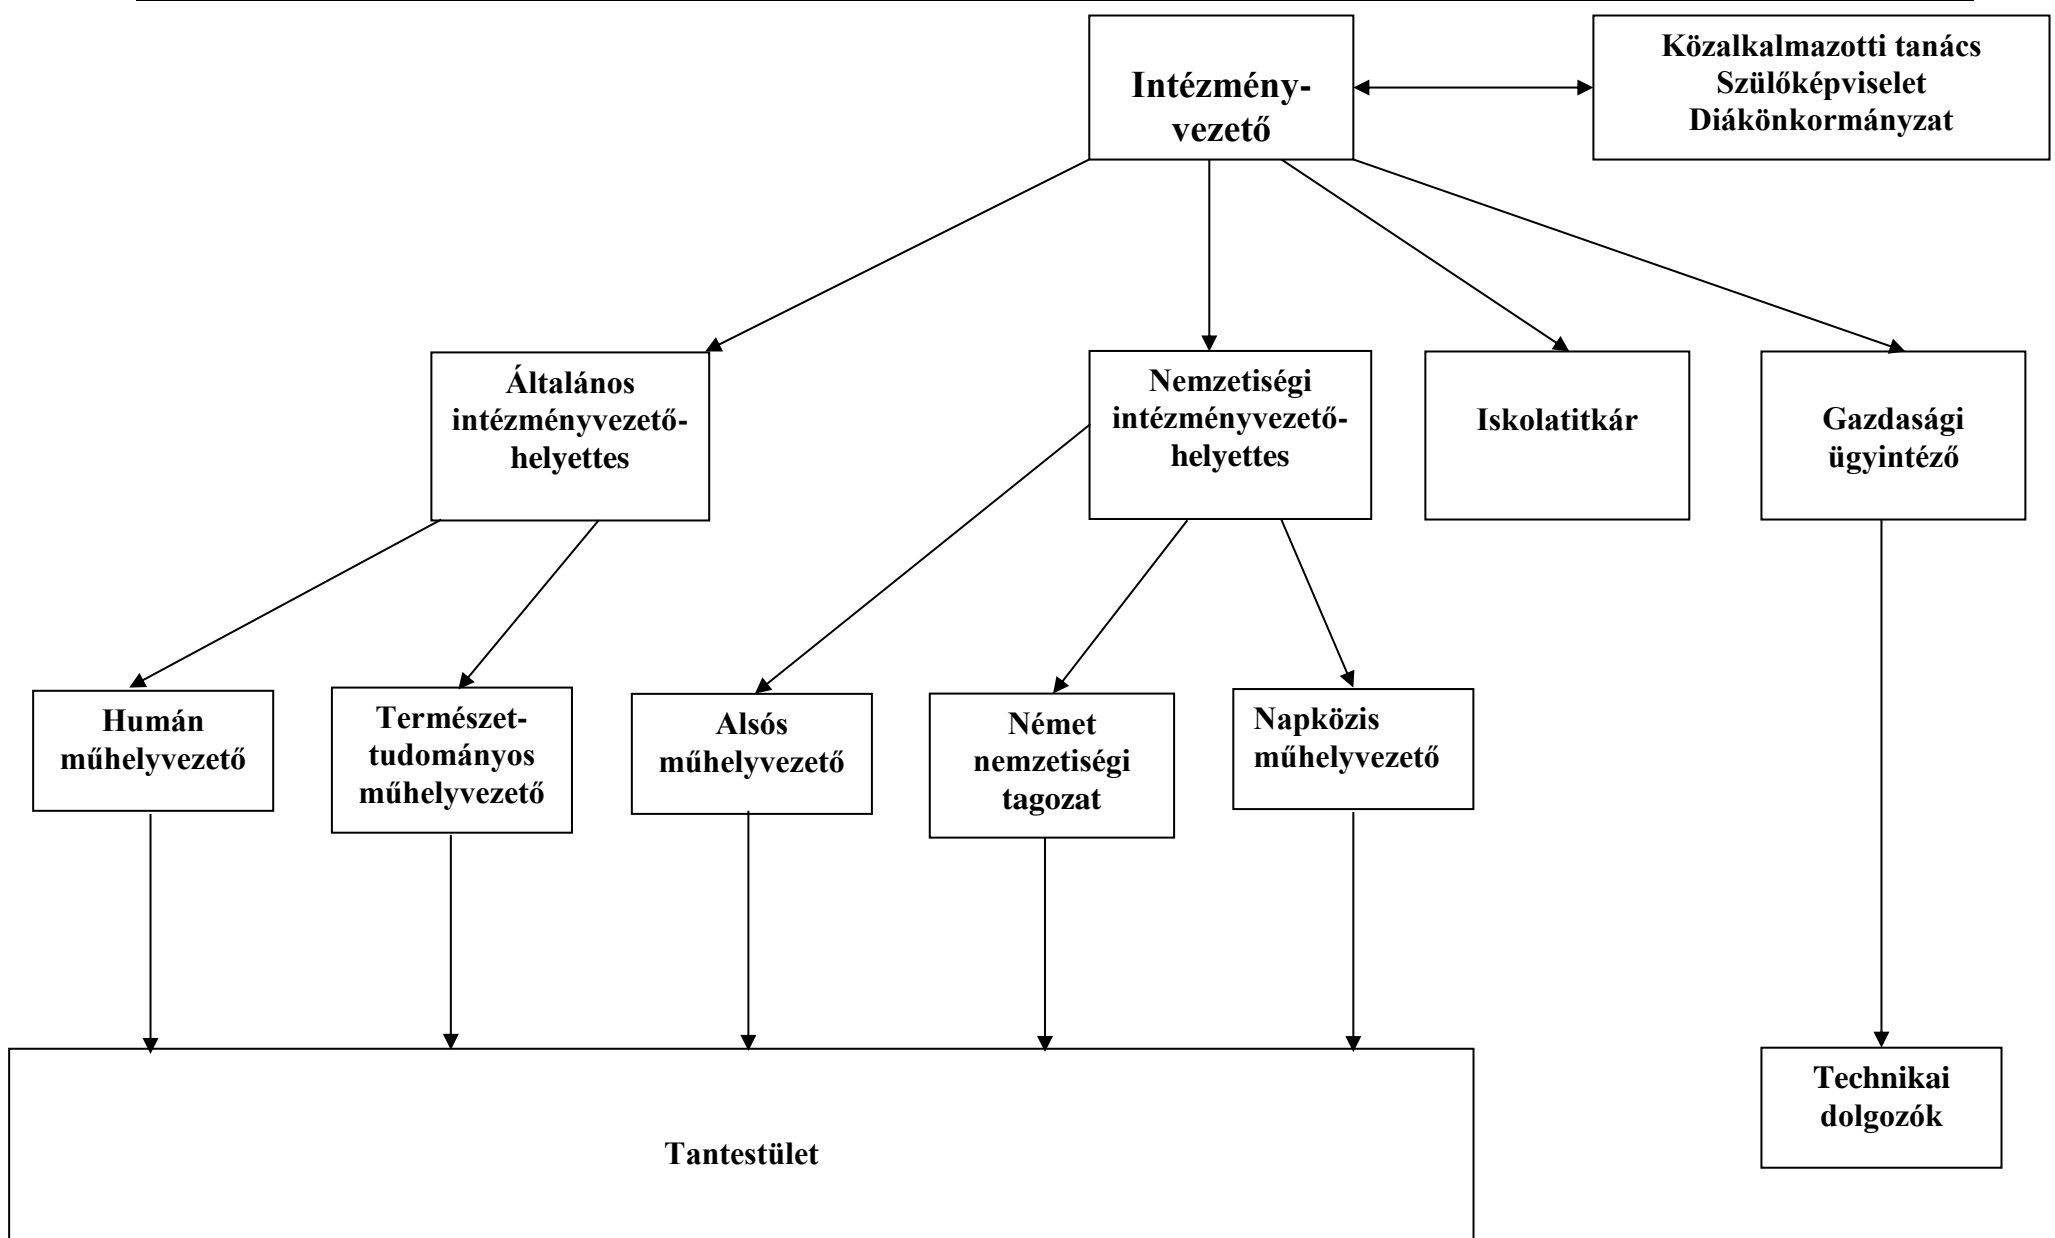 Intézmény-
vezető
Közalkalmazotti tanács
Szülőképviselet
Diákönkormányzat
Általános
intézményvezető-
helyettes
Nemzetiségi
intézményvezető-
helyettes
Iskolatitkár
Gazdasági
ügyintéző
Humán
műhelyvezető
Természet-
tudományos
műhelyvezető
Alsós
műhelyvezető
Német
nemzetiségi
tagozat
Napközis
műhelyvezető
Tantestület
Technikai
dolgozók